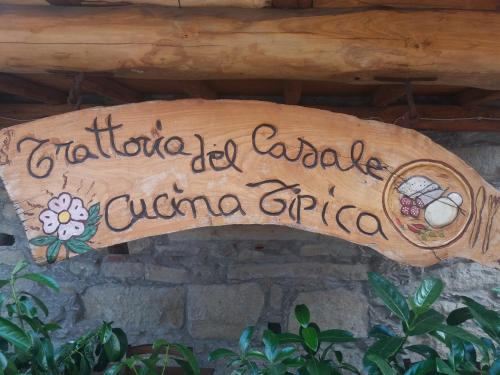 Trattoria del Casale
Cucina Tipica